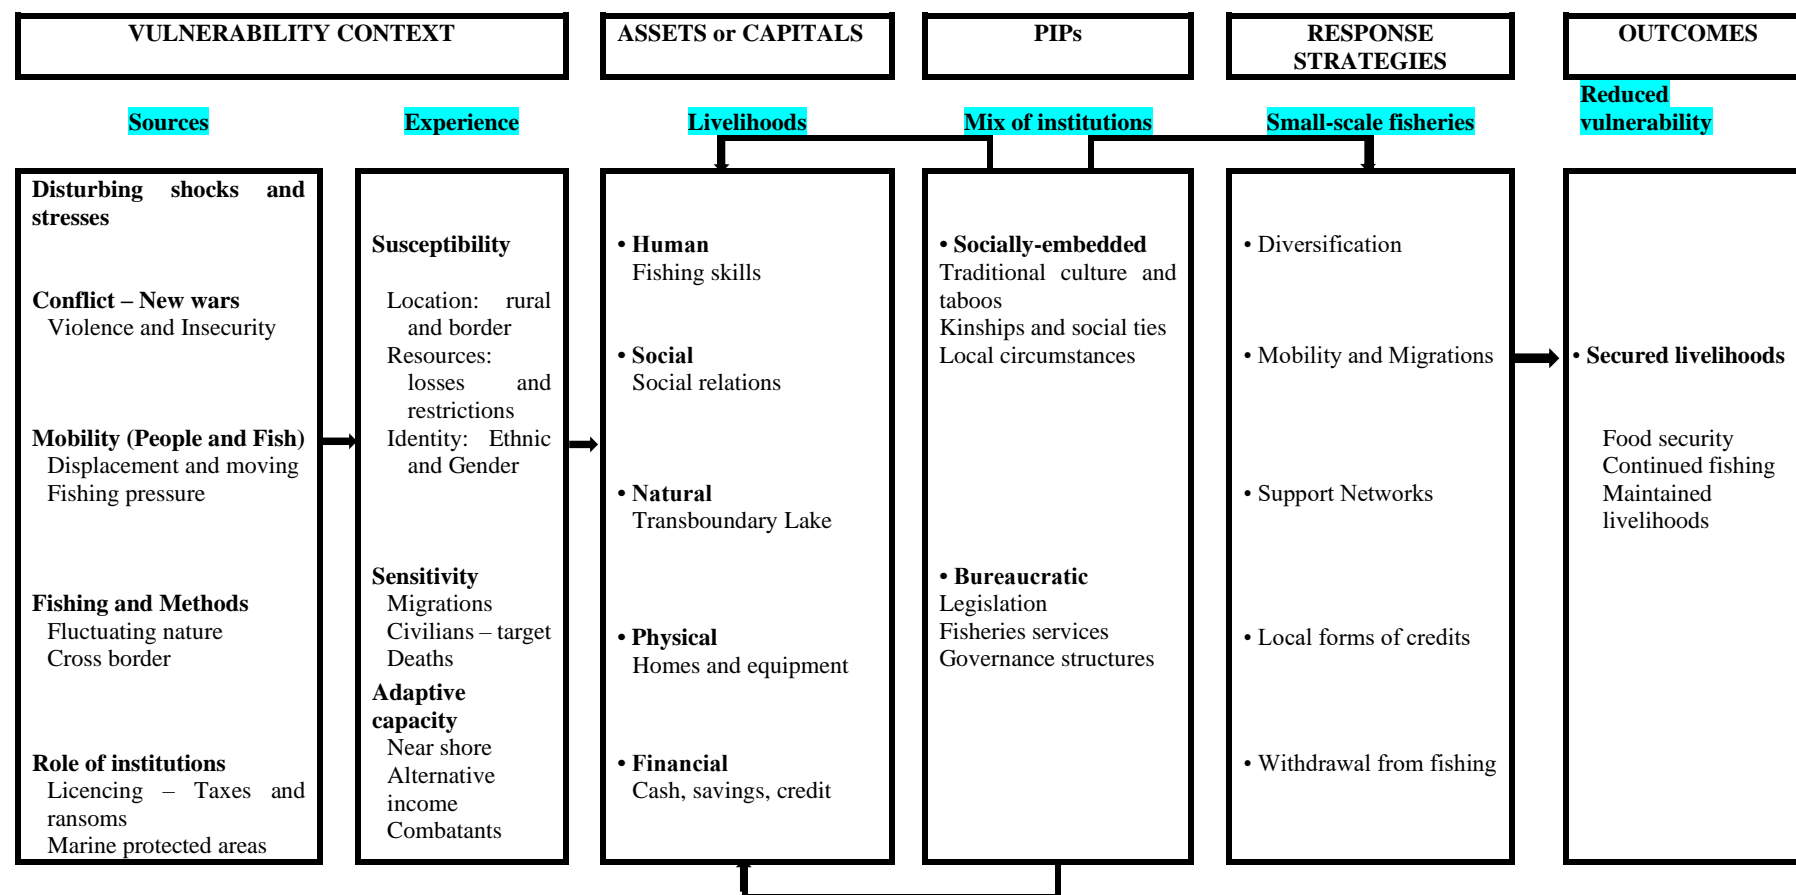 VULNERABILITY CONTEXT
ASSETS or CAPITALS
PIPs
RESPONSE
STRATEGIES
OUTCOMES
Sources
Experience
Livelihoods
Mix of institutions
Small-scale fisheries
Reduced
vulnerability
Disturbing shocks and
stresses
Conflict – New wars
Violence and Insecurity
Mobility (People and Fish)
Displacement and moving
Fishing pressure
Fishing and Methods
Fluctuating nature
Cross border
Role of institutions
Licencing – Taxes and
ransoms
Marine protected areas
Susceptibility
Location: rural
and border
Resources:
losses and
restrictions
Identity: Ethnic
and Gender
Sensitivity
Migrations
Civilians – target
Deaths
Adaptive
capacity
Near shore
Alternative
income
Combatants
• Human
Fishing skills
• Social
Social relations
• Natural
Transboundary Lake
• Physical
Homes and equipment
• Financial
Cash, savings, credit
• Socially-embedded
Traditional culture and
taboos
Kinships and social ties
Local circumstances
• Bureaucratic
Legislation
Fisheries services
Governance structures
• Diversification
• Mobility and Migrations
• Support Networks
• Local forms of credits
• Withdrawal from fishing
• Secured livelihoods
Food security
Continued fishing
Maintained
livelihoods